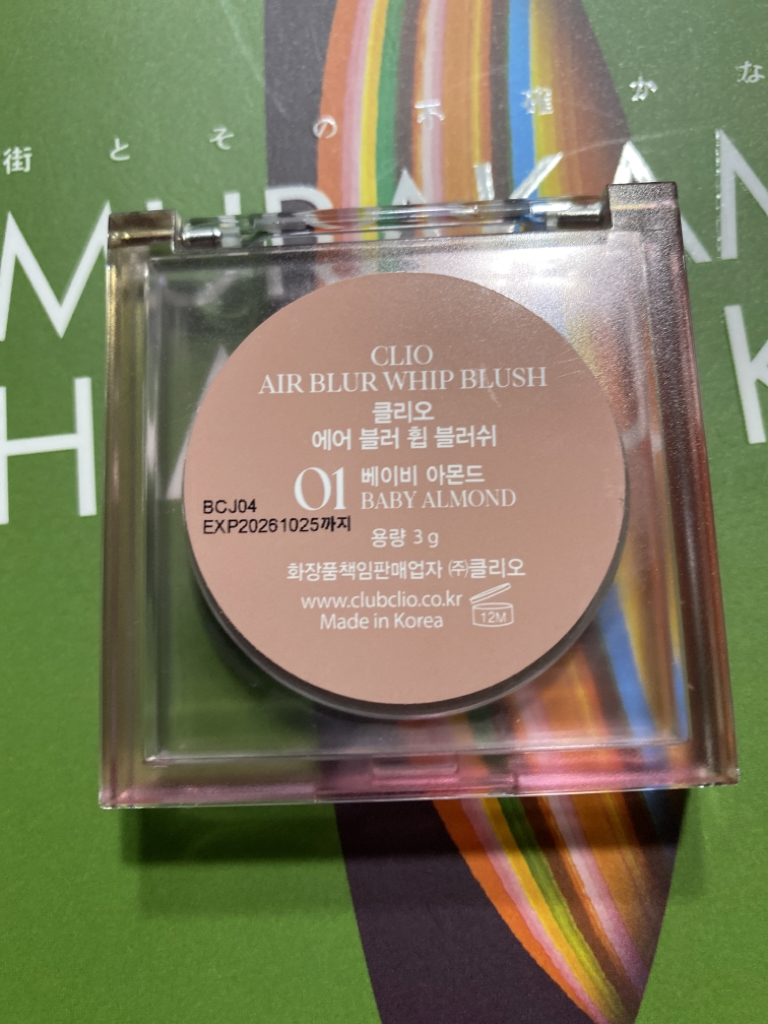 街とその不確かな
MURAKAM
H A K
CLIO
AIR BLUR WHIP BLUSH
클리오
에어 블러 휩 블러쉬
01 베이비 아몬드
BABY ALMOND
BCJ04
EXP20261025까지
용량 3g
화장품책임판매업자 ㈜클리오
www.clubclio.co.kr
12M
Made in Korea